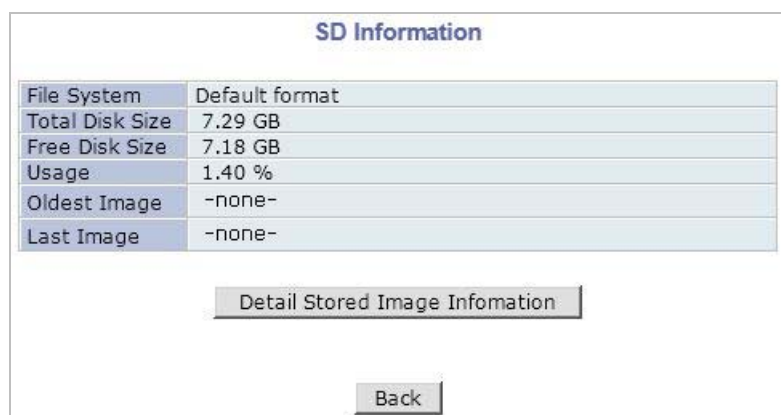 SD Information
File System Default format
Total Disk Size 7.29 GB
Free Disk Size 7.18 GB
Usage 1.40 %
Oldest Image -none-
Last Image -none-
Detail Stored Image Infomation
Back